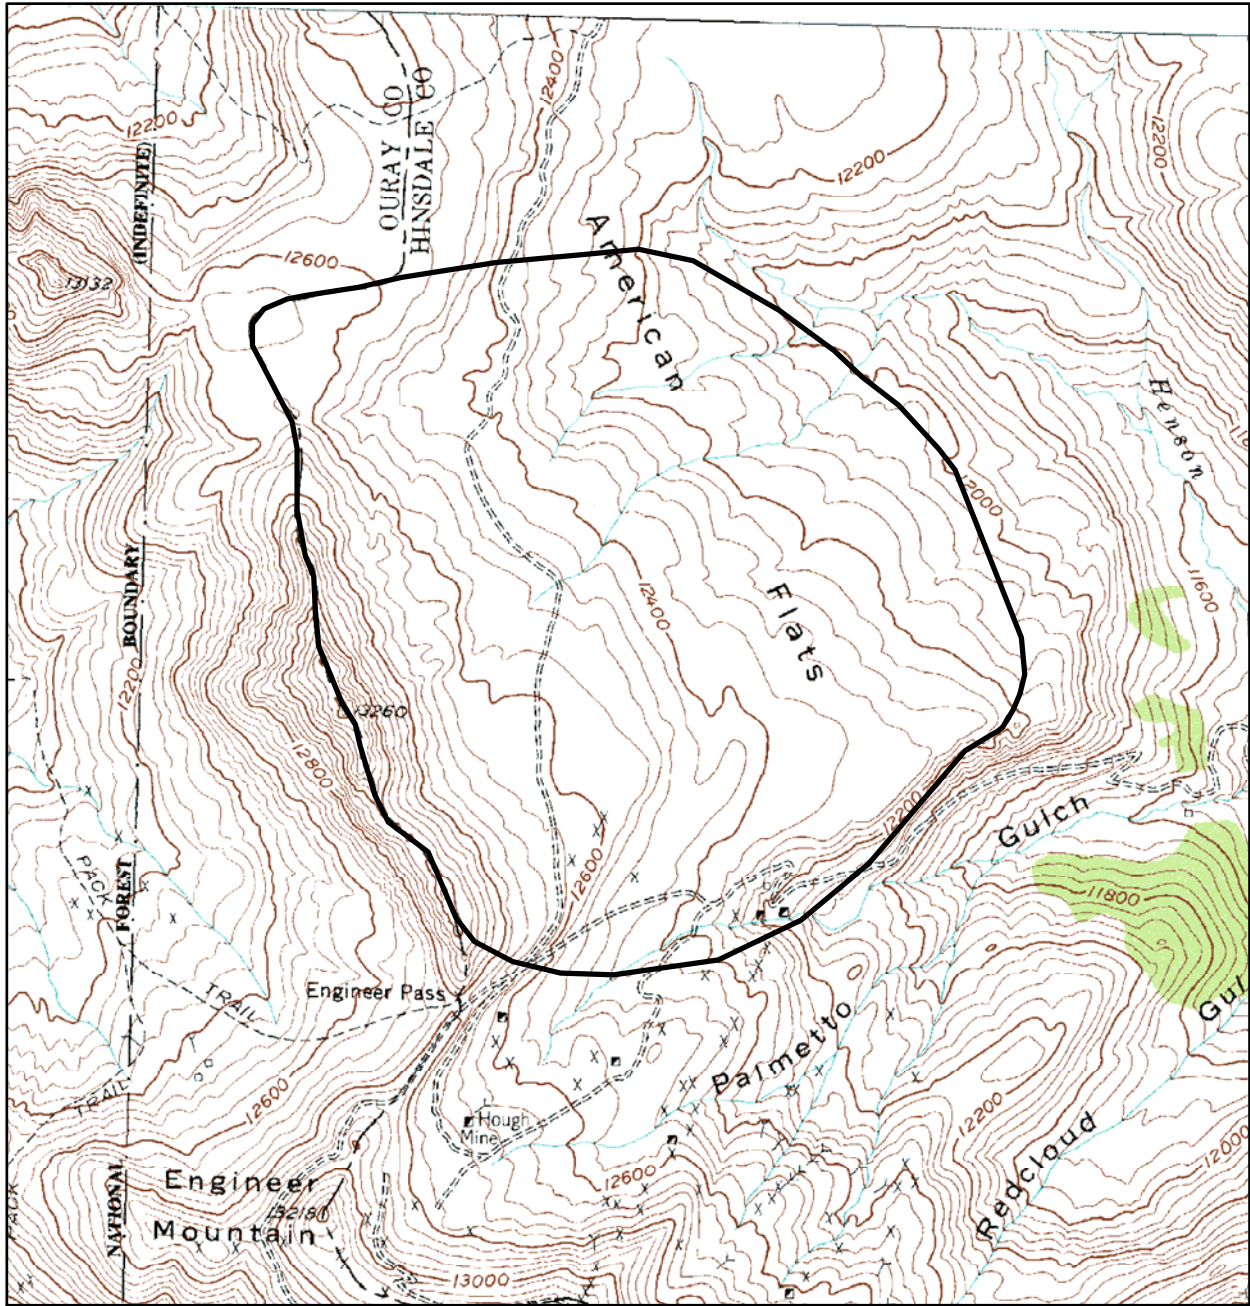 12400
OURAY CO
HINSDALE CO
12200
12200
12200
(INDEFINITE)
American
13132
12600
Henson
12000
BOUNDARY
12400
Flats
11600
12200
13260
12800
12200
Gulch
PACK
FOREST
12600
11800
TRAIL
Engineer Pass
Gul
Palmetto
TRAIL
12600
Hough
Mine
12200
Redcloud
12000
12600
PACK
NATIONAL
Engineer
Mountain
13218
13000